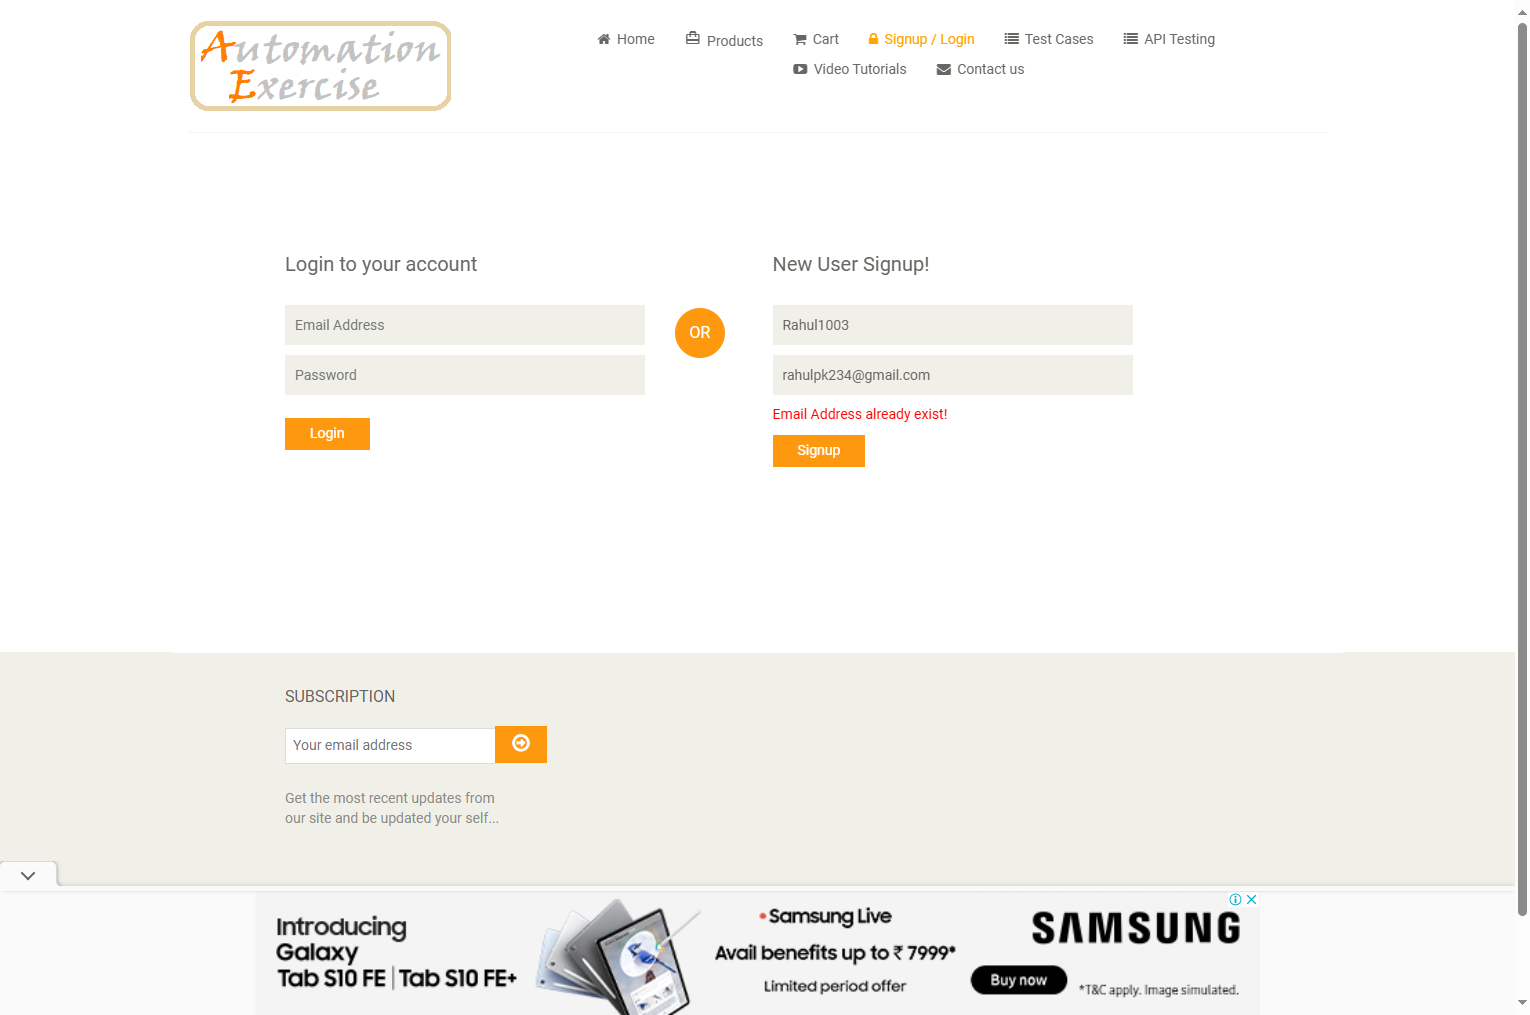 Automation
Exercise
Home
Products
Cart
Signup / Login
Test Cases
API Testing
Video Tutorials
Contact us
Login to your account
Email Address
Password
Login
OR
New User Signup!
Rahul1003
rahulpk234@gmail.com
Email Address already exist!
Signup
SUBSCRIPTION
Your email address
Get the most recent updates from
our site and be updated your self...
Introducing
Galaxy
Tab S10 FE | Tab S10 FE+
Samsung Live
Avail benefits up to ₹ 7999*
Limited period offer
SAMSUNG
Buy now
*T&C apply. Image simulated.